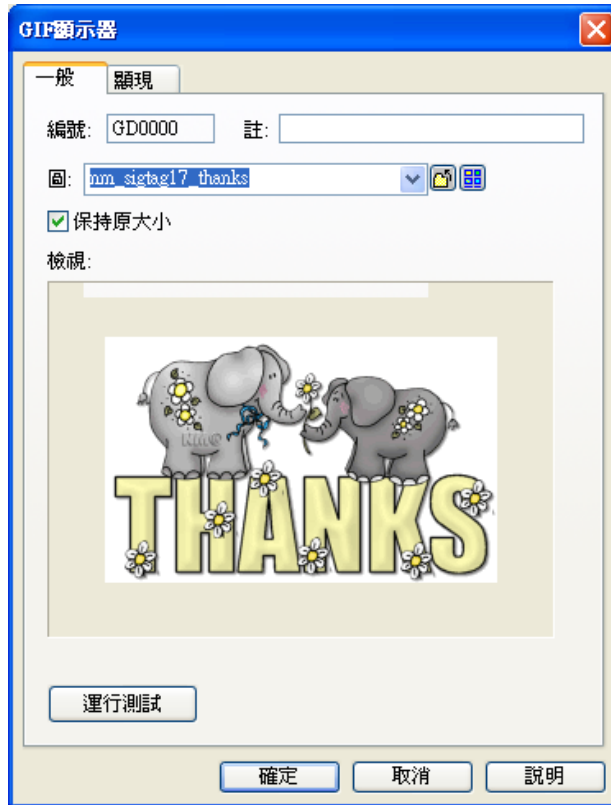 GIF顯示器
一般 顯現
編號: GD0000 註:
圖: nm_sigtag17_thanks
保持原大小
檢視:
Nm@
THANKS
運行測試
確定 取消 說明